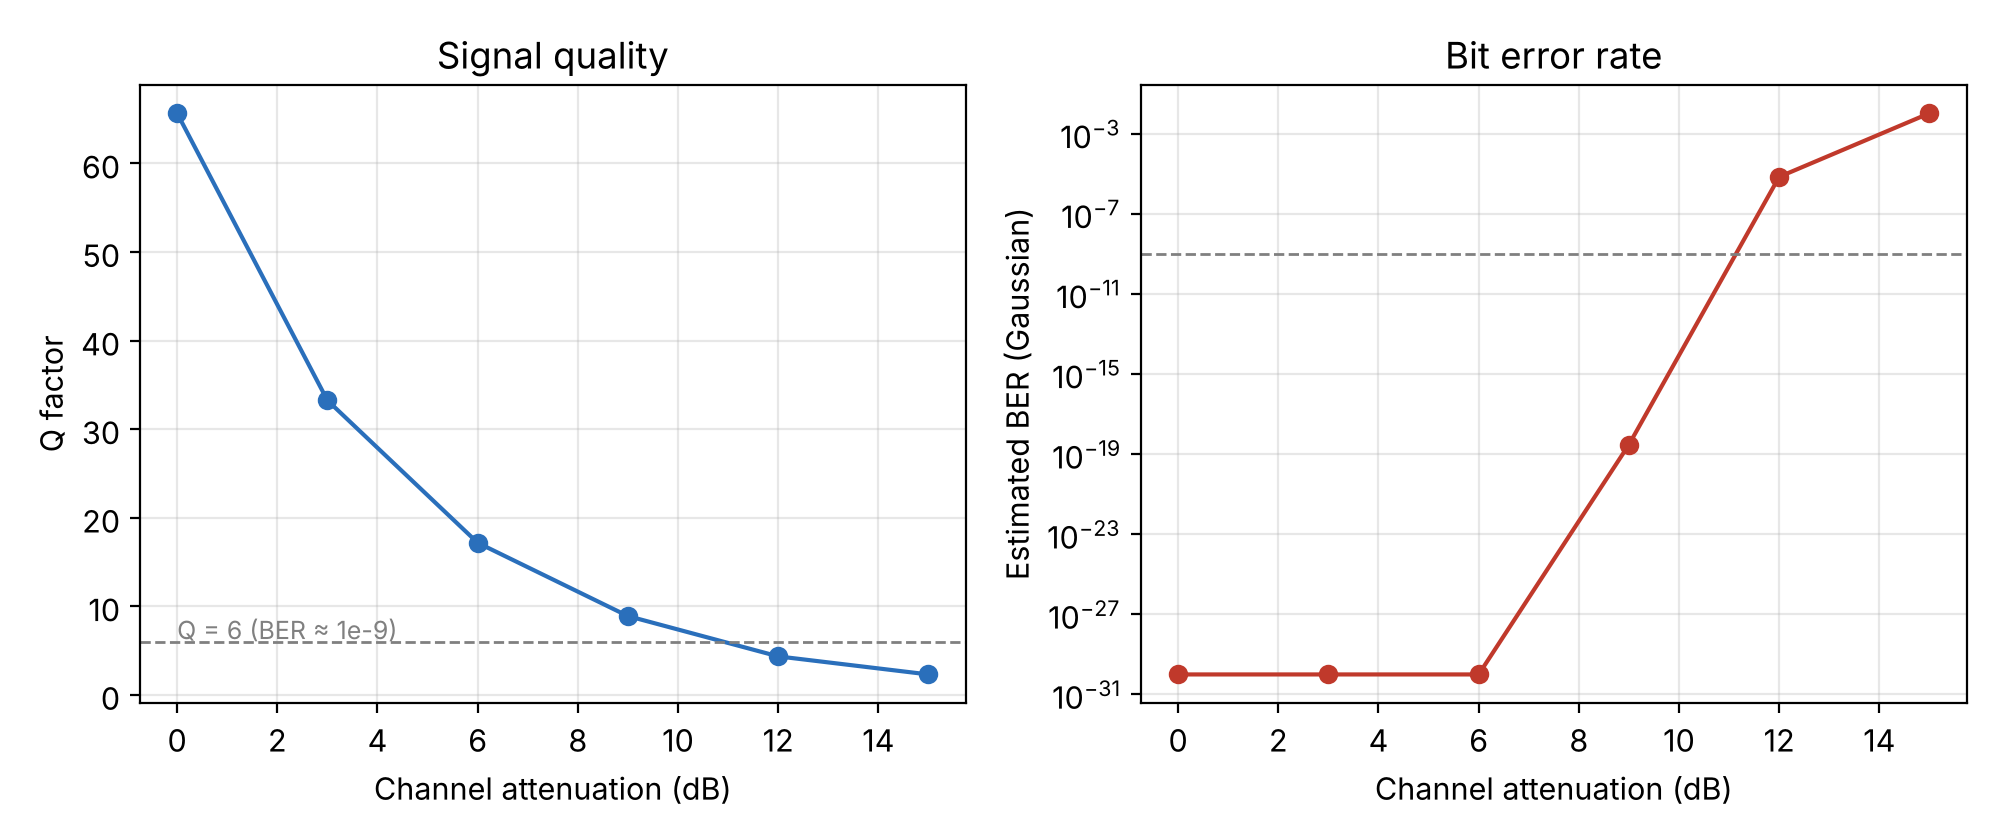 Signal quality
Q factor
60
50
40
30
20
10
0
Q = 6 (BER ≈ 1e-9)
0 2 4 6 8 10 12 14
Channel attenuation (dB)
Bit error rate
Estimated BER (Gaussian)
10⁻³
10⁻⁷
10⁻¹¹
10⁻¹⁵
10⁻¹⁹
10⁻²³
10⁻²⁷
10⁻³¹
0 2 4 6 8 10 12 14
Channel attenuation (dB)